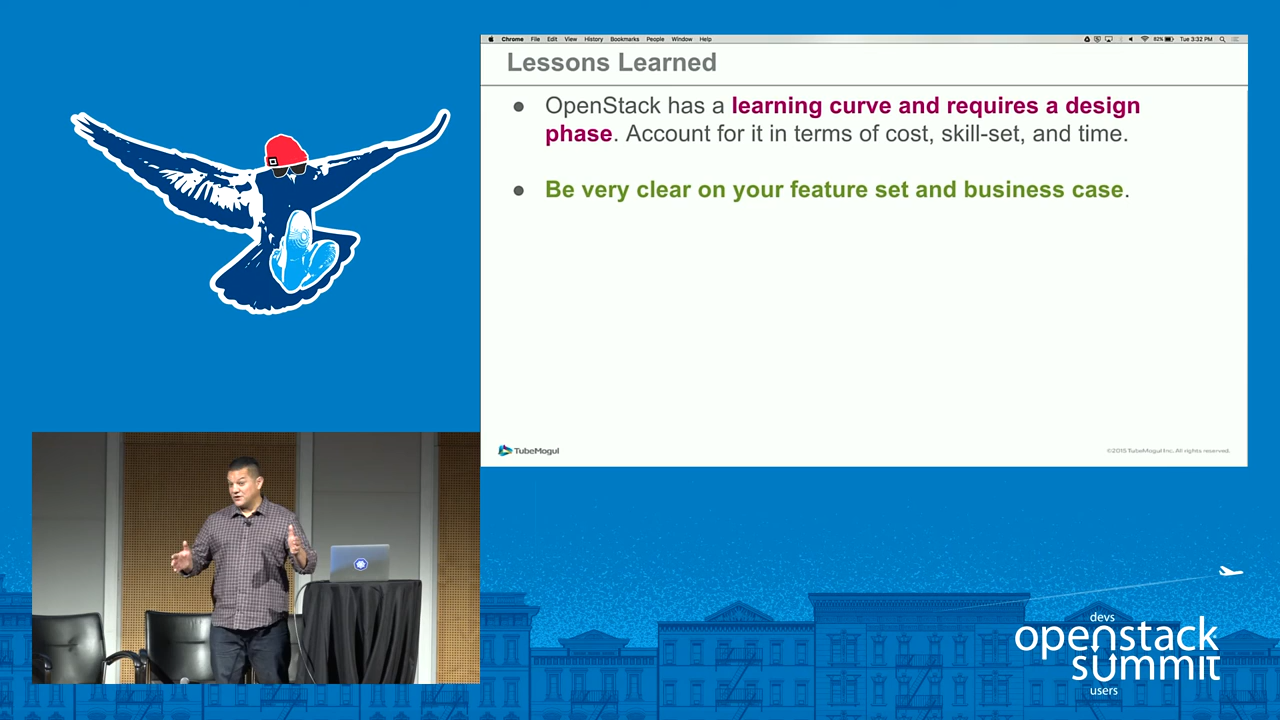 Chrome File Edit View History Bookmarks People Window Help
82% Tue 3:32 PM
Lessons Learned
● OpenStack has a learning curve and requires a design
phase. Account for it in terms of cost, skill-set, and time.
● Be very clear on your feature set and business case.
TubeMogul
©2015 TubeMogul Inc. All rights reserved.
devs
openstack
summit
users